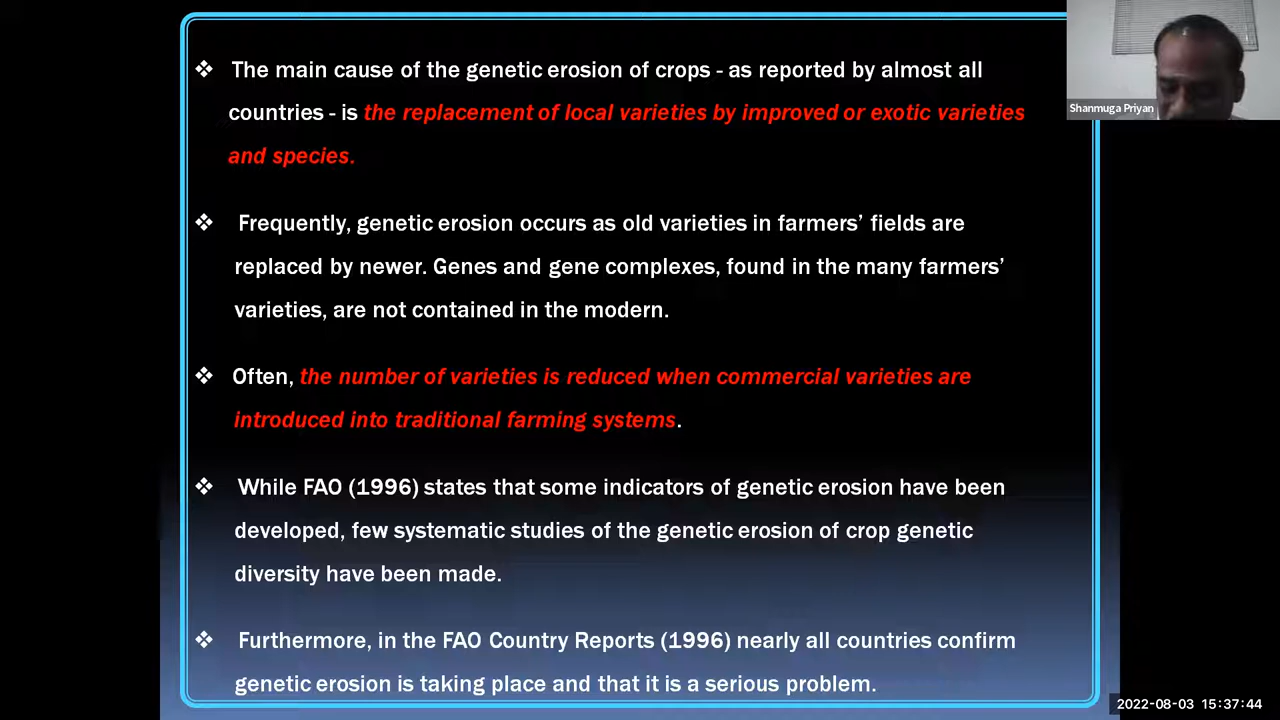 ❖ The main cause of the genetic erosion of crops - as reported by almost all
countries - is the replacement of local varieties by improved or exotic varieties
and species.
❖ Frequently, genetic erosion occurs as old varieties in farmers’ fields are
replaced by newer. Genes and gene complexes, found in the many farmers’
varieties, are not contained in the modern.
❖ Often, the number of varieties is reduced when commercial varieties are
introduced into traditional farming systems.
❖ While FAO (1996) states that some indicators of genetic erosion have been
developed, few systematic studies of the genetic erosion of crop genetic
diversity have been made.
❖ Furthermore, in the FAO Country Reports (1996) nearly all countries confirm
genetic erosion is taking place and that it is a serious problem.
Shanmuga Priyan
2022-08-03 15:37:44